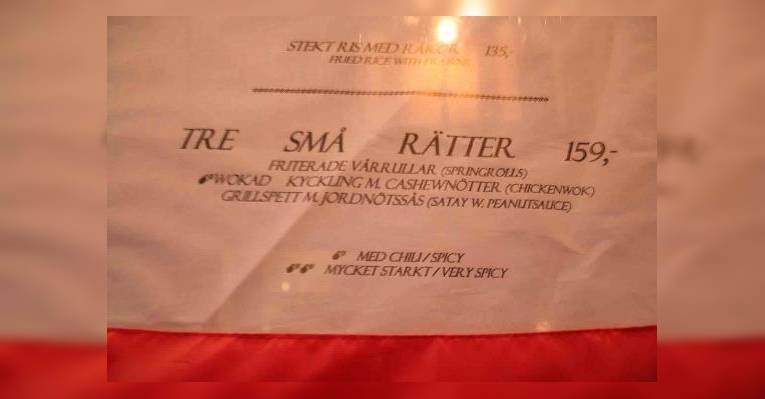 STEKT RIS MED RÄKOR 135,-
FRIED RICE WITH PRAWNS
TRE SMÅ RÄTTER 159,-
FRITERADE VÅRRULLAR (SPRINGROLLS)
WOKAD KYCKLING M. CASHEWNÖTTER (CHICKENWOK)
GRILLSPETT M. JORDNÖTSSÅS (SATAY W. PEANUTSAUCE)
MED CHILI / SPICY
MYCKET STARKT / VERY SPICY